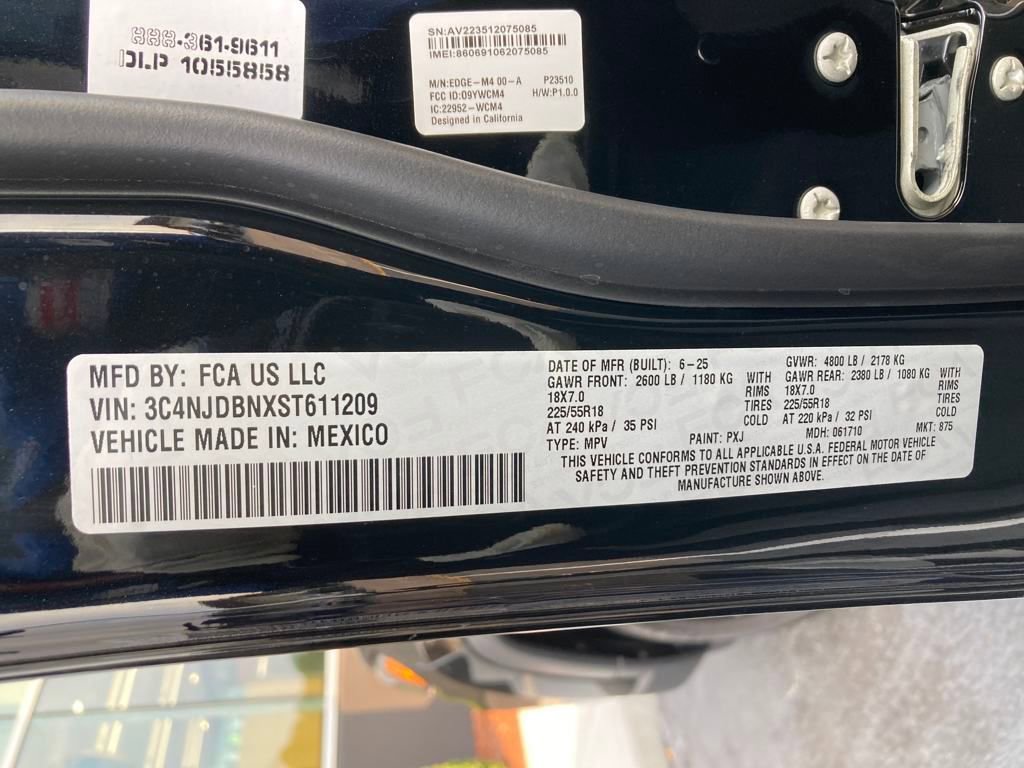 888-361-9611
DLP 1055858
SN:AV223512075085
IMEI:860691062075085
M/N:EDGE-M4 00-A P23510
FCC ID:O9YWCM4 H/W:P1.0.0
IC:22952-WCM4
Designed in California
MFD BY: FCA US LLC
VIN: 3C4NJDBNXST611209
VEHICLE MADE IN: MEXICO
DATE OF MFR (BUILT): 6-25 GVWR: 4800 LB / 2178 KG
GAWR FRONT: 2600 LB / 1180 KG WITH GAWR REAR: 2380 LB / 1080 KG WITH
18X7.0 RIMS 18X7.0 RIMS
225/55R18 TIRES 225/55R18 TIRES
AT 240 kPa / 35 PSI COLD AT 220 kPa / 32 PSI COLD
TYPE: MPV PAINT: PXJ MDH: 061710 MKT: 875
THIS VEHICLE CONFORMS TO ALL APPLICABLE U.S.A. FEDERAL MOTOR VEHICLE
SAFETY AND THEFT PREVENTION STANDARDS IN EFFECT ON THE DATE OF
MANUFACTURE SHOWN ABOVE.